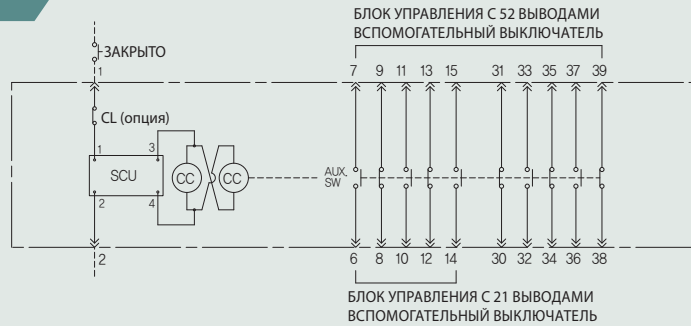 БЛОК УПРАВЛЕНИЯ С 52 ВЫВОДАМИ
ВСПОМОГАТЕЛЬНЫЙ ВЫКЛЮЧАТЕЛЬ
ЗАКРЫТО
1 7 9 11 13 15 31 33 35 37 39
CL (опция)
1 3
SCU CC CC AUX. SW
2 4
2 6 8 10 12 14 30 32 34 36 38
БЛОК УПРАВЛЕНИЯ С 21 ВЫВОДАМИ
ВСПОМОГАТЕЛЬНЫЙ ВЫКЛЮЧАТЕЛЬ